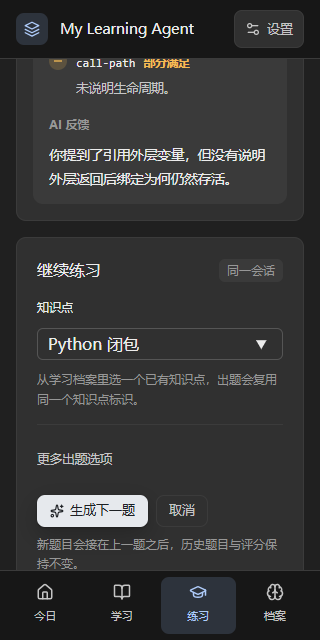 My Learning Agent
设置
call-path 部分满足
未说明生命周期。
AI 反馈
你提到了引用外层变量，但没有说明
外层返回后绑定为何仍然存活。
继续练习
同一会话
知识点
Python 闭包
从学习档案里选一个已有知识点，出题会复用
同一个知识点标识。
更多出题选项
生成下一题
取消
新题目会接在上一题之后，历史题目与评分保
持不变。
今日
学习
练习
档案